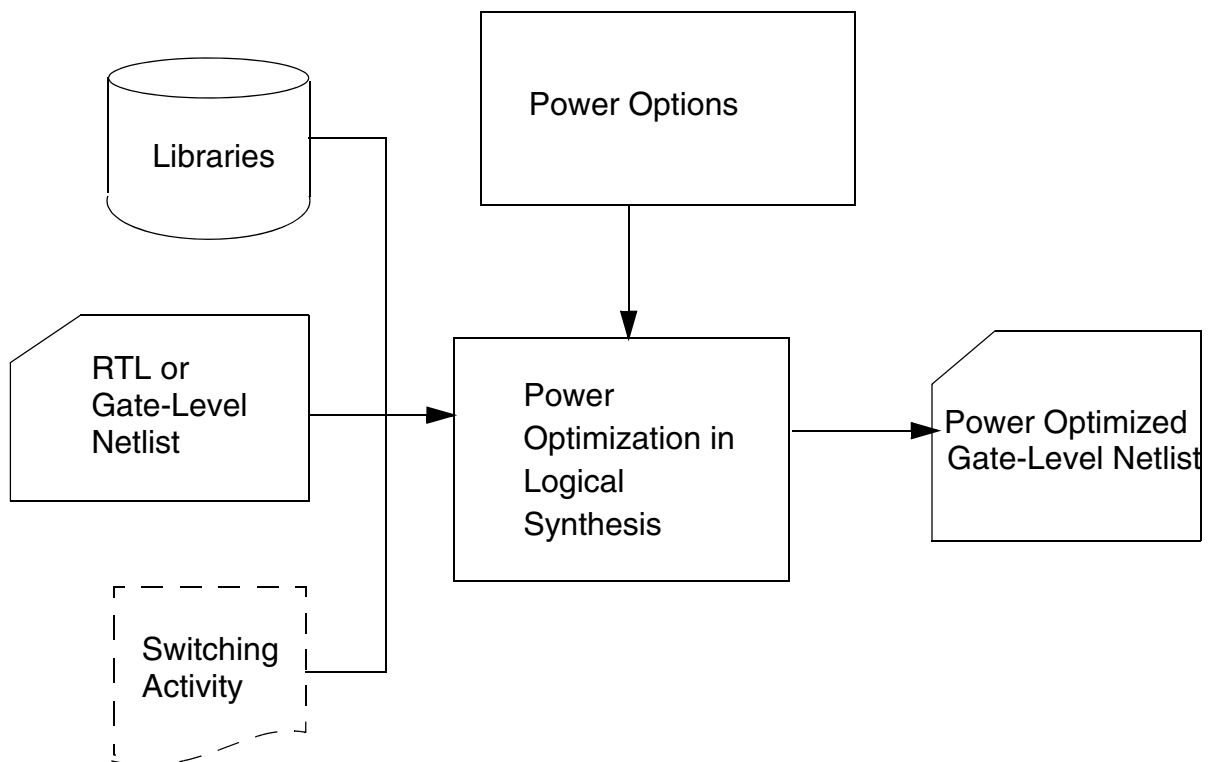 Power Options
Libraries
RTL or
Gate-Level
Netlist
Power
Optimization in
Logical
Synthesis
Power Optimized
Gate-Level Netlist
Switching
Activity